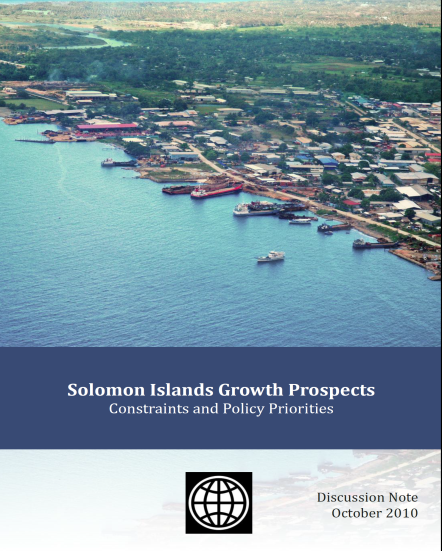 Solomon Islands Growth Prospects
Constraints and Policy Priorities
Discussion Note
October 2010